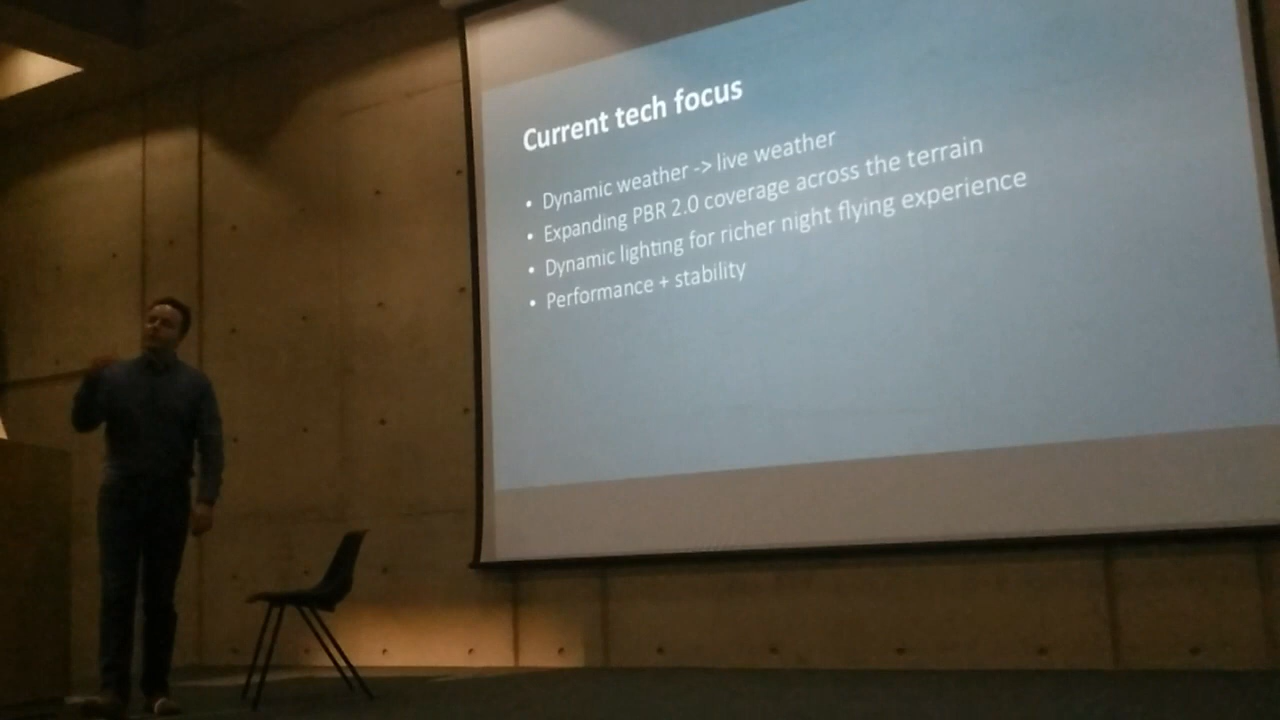 Current tech focus
• Dynamic weather -> live weather
• Expanding PBR 2.0 coverage across the terrain
• Dynamic lighting for richer night flying experience
• Performance + stability